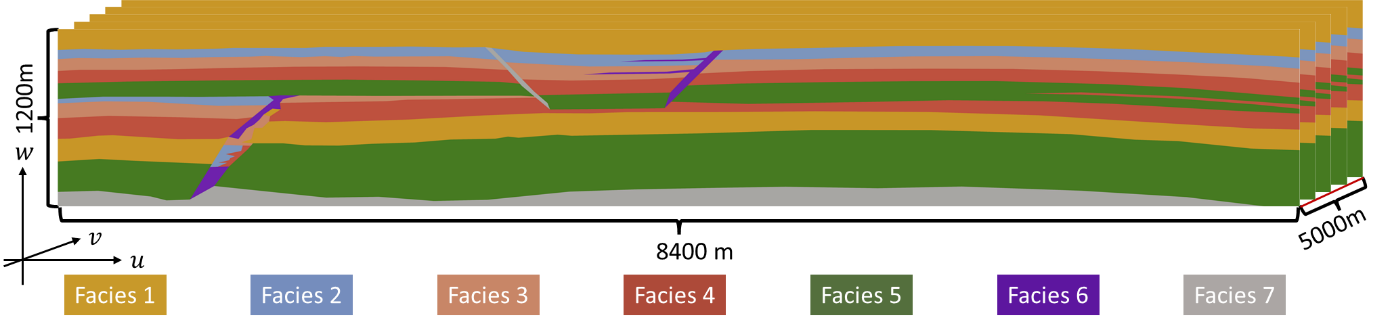 1200m
w
v
u
8400 m
5000m
Facies 1
Facies 2
Facies 3
Facies 4
Facies 5
Facies 6
Facies 7